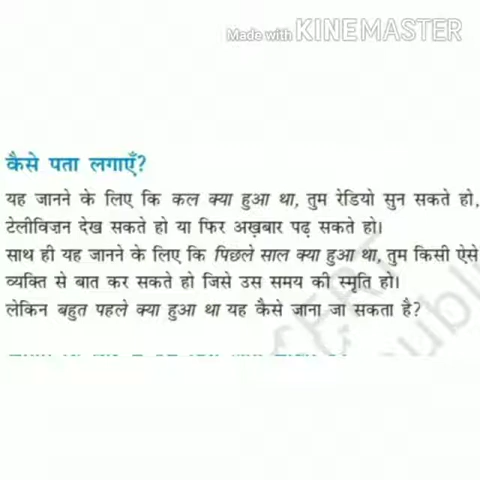 Made with KINEMASTER
कैसे पता लगाएँ?
यह जानने के लिए कि कल क्या हुआ था, तुम रेडियो सुन सकते हो,
टेलीविजन देख सकते हो या फिर अख़बार पढ़ सकते हो।
साथ ही यह जानने के लिए कि पिछले साल क्या हुआ था, तुम किसी ऐसे
व्यक्ति से बात कर सकते हो जिसे उस समय की स्मृति हो।
लेकिन बहुत पहले क्या हुआ था यह कैसे जाना जा सकता है?